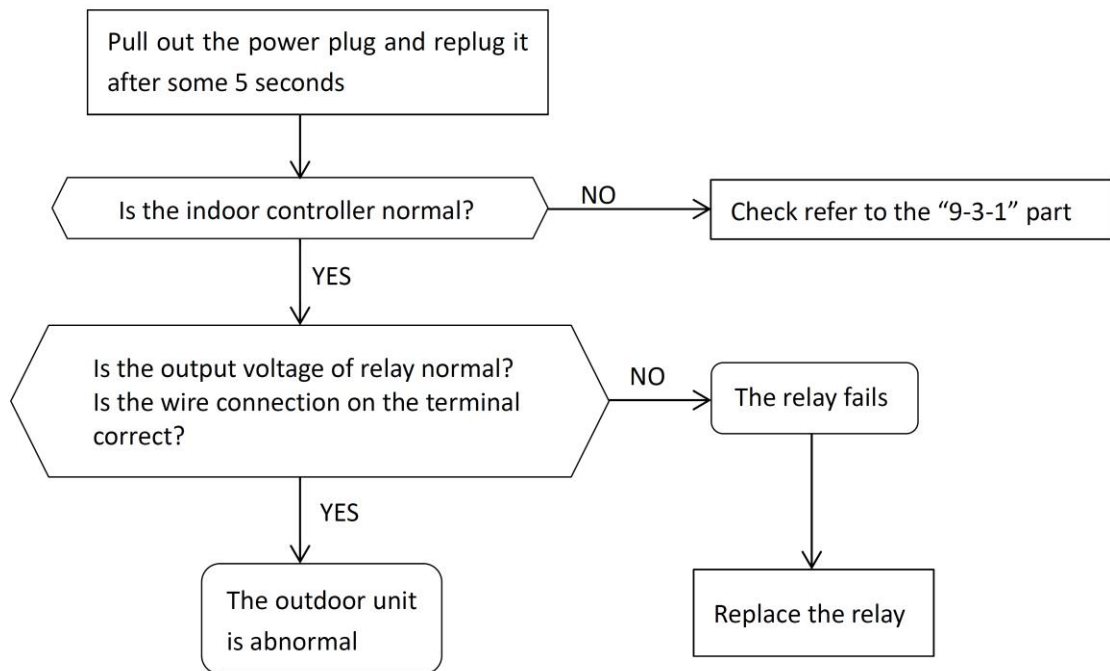 Pull out the power plug and replug it
after some 5 seconds
Is the indoor controller normal?
NO
Check refer to the “9-3-1” part
YES
Is the output voltage of relay normal?
Is the wire connection on the terminal
correct?
NO
The relay fails
YES
The outdoor unit
is abnormal
Replace the relay